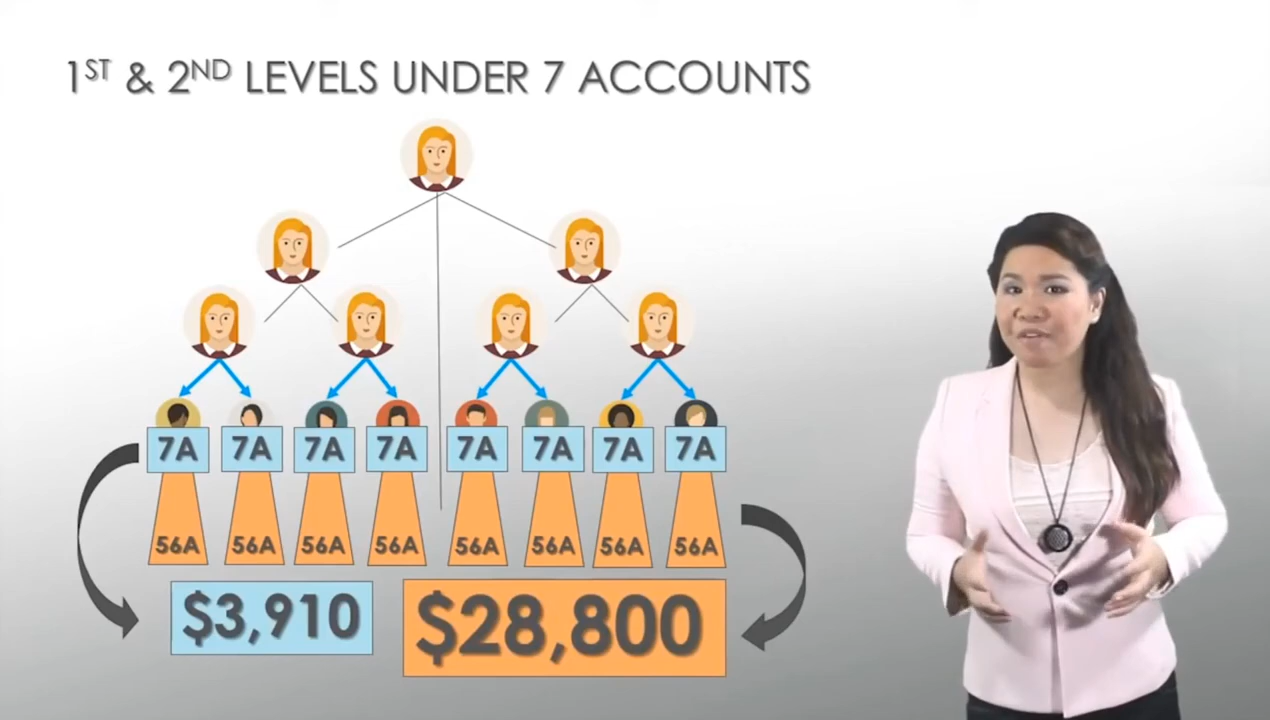 1ST & 2ND LEVELS UNDER 7 ACCOUNTS
7A 7A 7A 7A 7A 7A 7A 7A
56A 56A 56A 56A 56A 56A 56A 56A
$3,910 $28,800